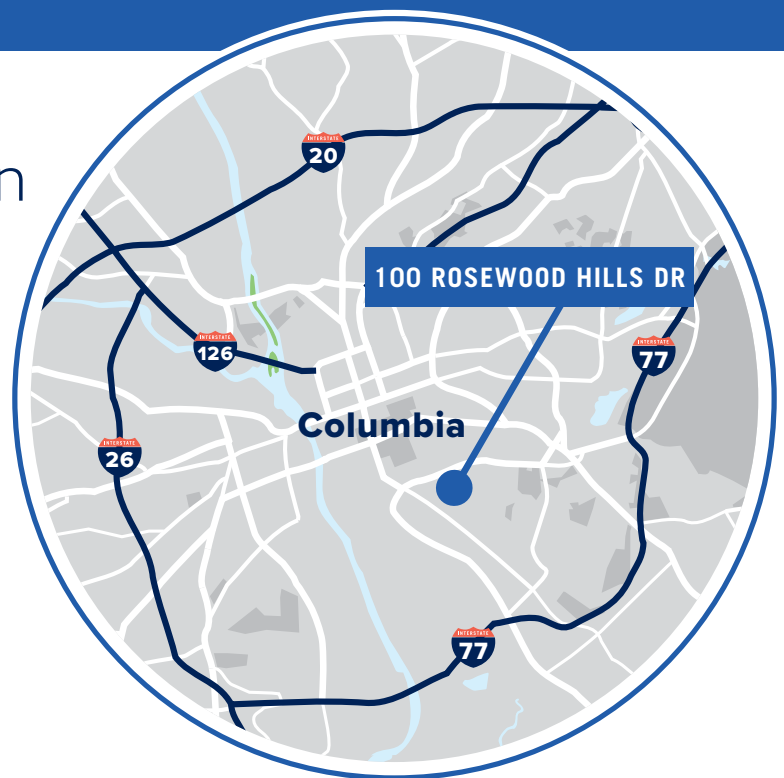 n
INTERSTATE
20
100 ROSEWOOD HILLS DR
INTERSTATE
126
INTERSTATE
77
Columbia
INTERSTATE
26
INTERSTATE
77